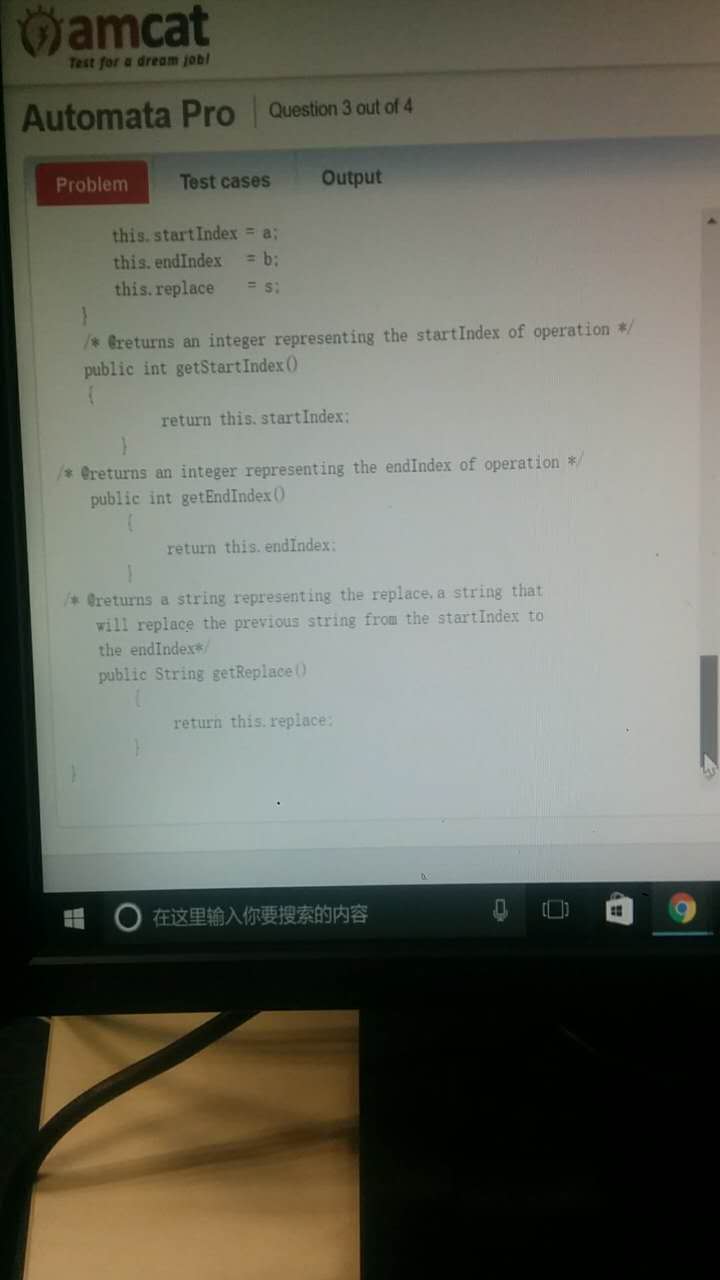 amcat
Test for a dream job!
Automata Pro Question 3 out of 4
Problem Test cases Output
this.startIndex = a;
this.endIndex = b;
this.replace = s;
}
/* @returns an integer representing the startIndex of operation */
public int getStartIndex()
{
return this.startIndex;
}
/* @returns an integer representing the endIndex of operation */
public int getEndIndex()
{
return this.endIndex;
}
/* @returns a string representing the replace,a string that
will replace the previous string from the startIndex to
the endIndex*/
public String getReplace()
{
return this.replace;
}
}
在这里输入你要搜索的内容